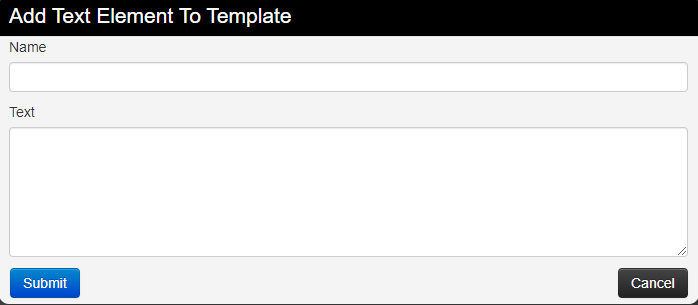 Add Text Element To Template
Name
Text
Submit
Cancel